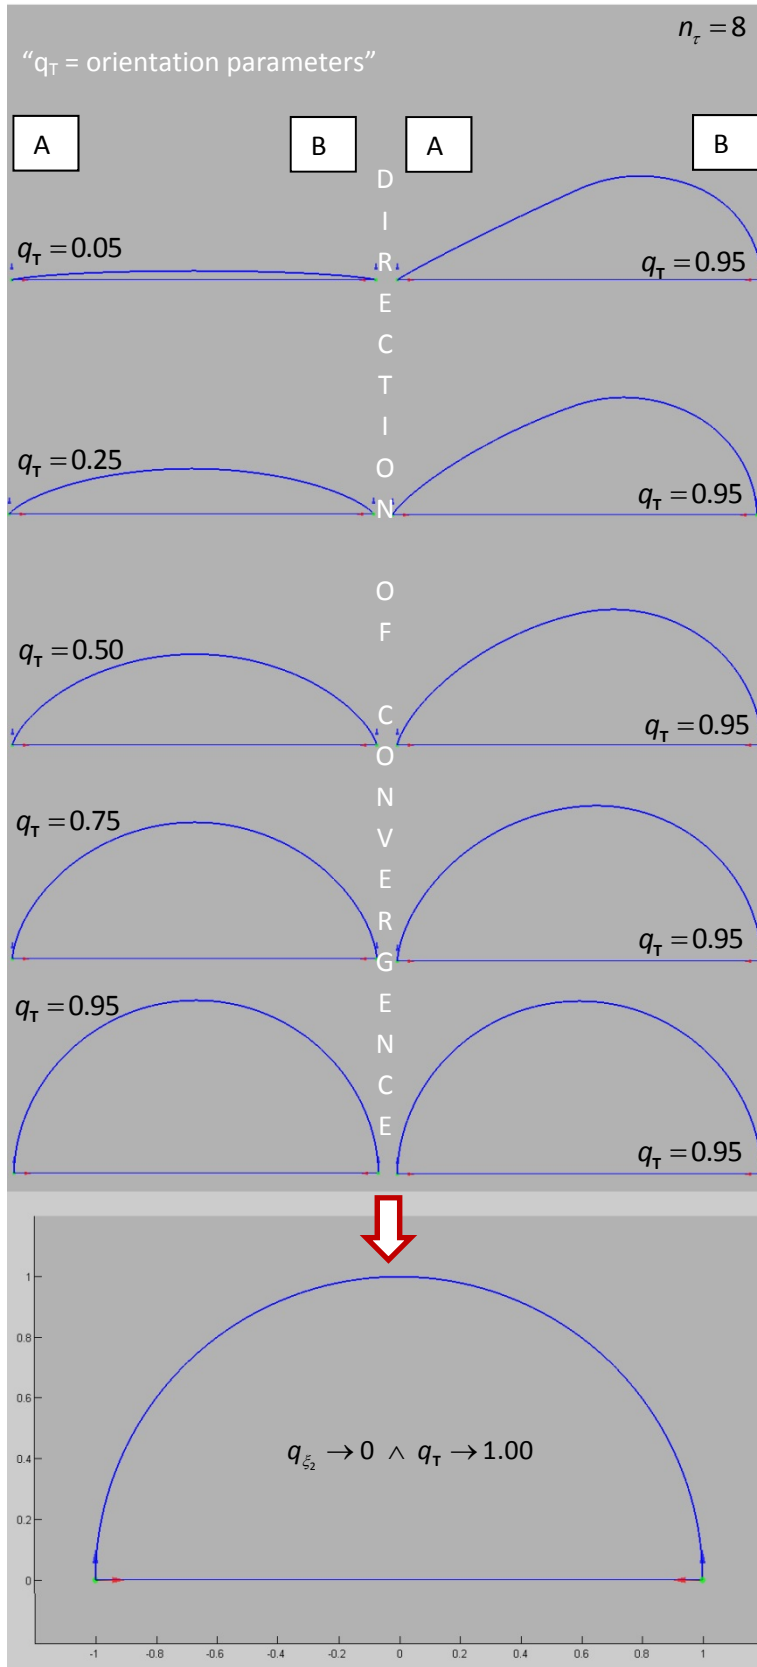 n_τ = 8
“q_T = orientation parameters”
A B A B
DIRECTION OF CONVERGENCE
q_T = 0.05
q_T = 0.95
q_T = 0.25
q_T = 0.95
q_T = 0.50
q_T = 0.95
q_T = 0.75
q_T = 0.95
q_T = 0.95
q_T = 0.95
1
0.8
0.6
0.4
0.2
0
q_ξ₂ → 0 ∧ q_T → 1.00
-1 -0.8 -0.6 -0.4 -0.2 0 0.2 0.4 0.6 0.8 1